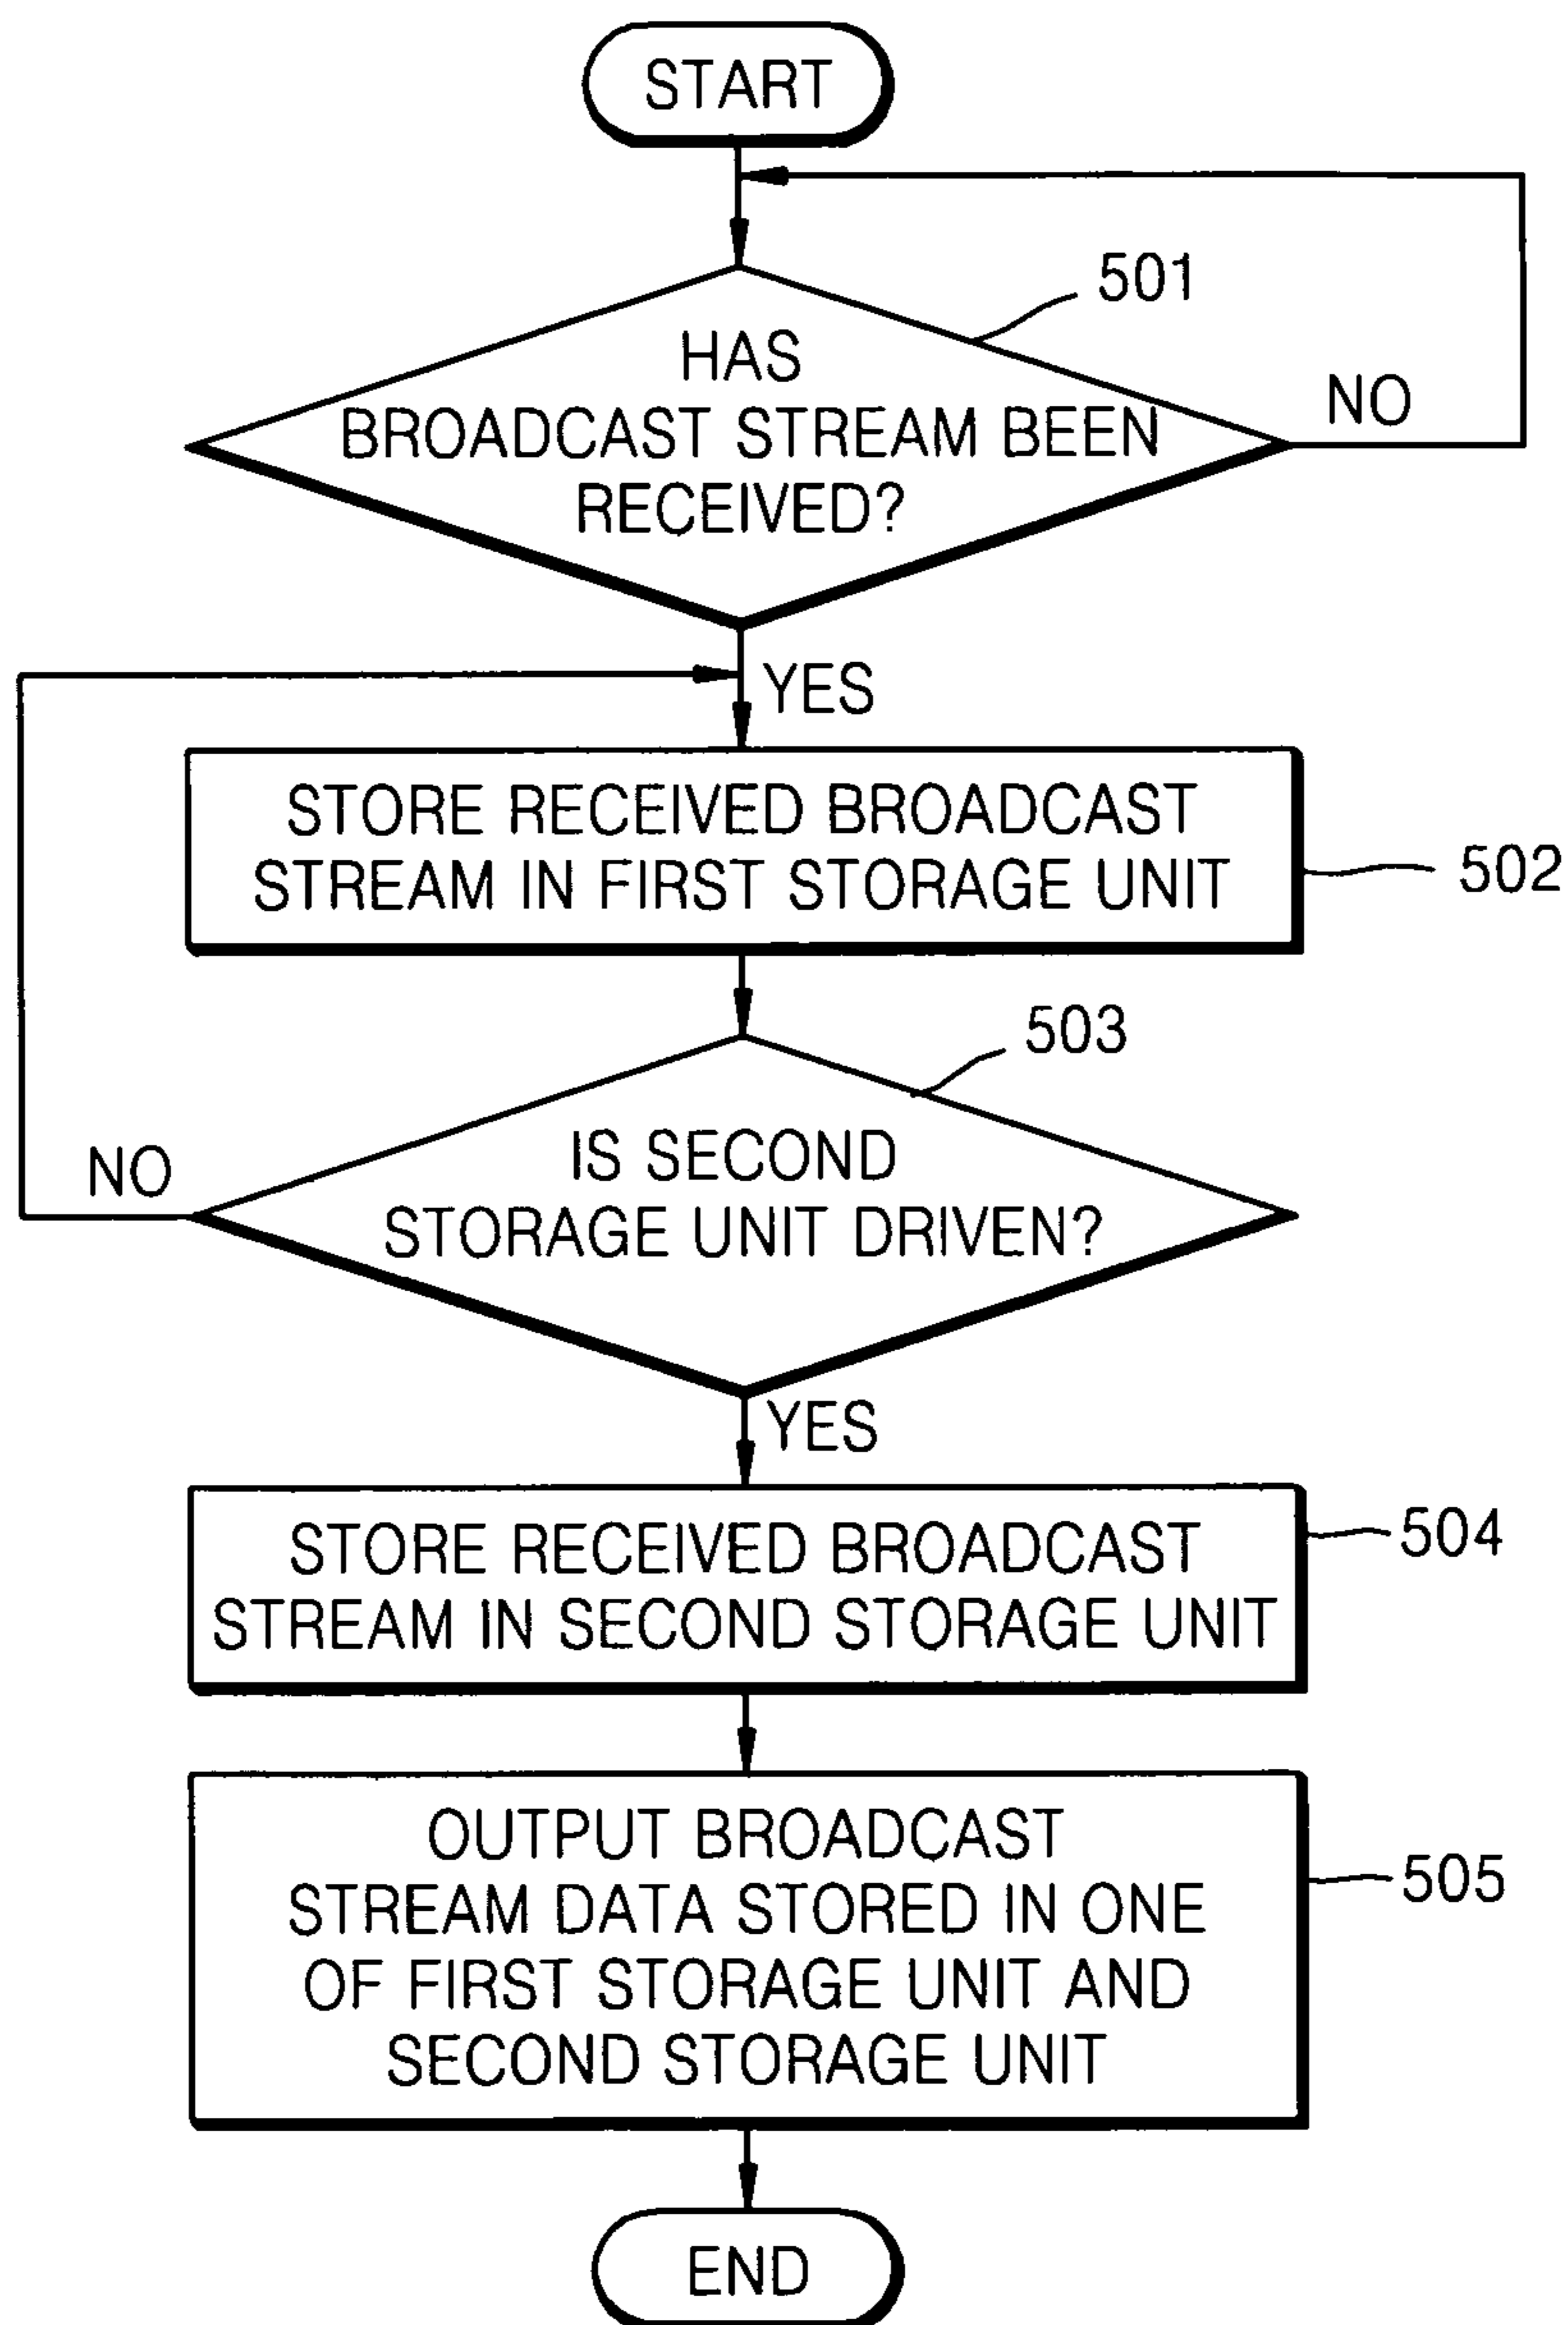 START
501
HAS
BROADCAST STREAM BEEN
RECEIVED?
NO
YES
STORE RECEIVED BROADCAST
STREAM IN FIRST STORAGE UNIT
502
503
IS SECOND
STORAGE UNIT DRIVEN?
NO
YES
STORE RECEIVED BROADCAST
STREAM IN SECOND STORAGE UNIT
504
OUTPUT BROADCAST
STREAM DATA STORED IN ONE
OF FIRST STORAGE UNIT AND
SECOND STORAGE UNIT
505
END